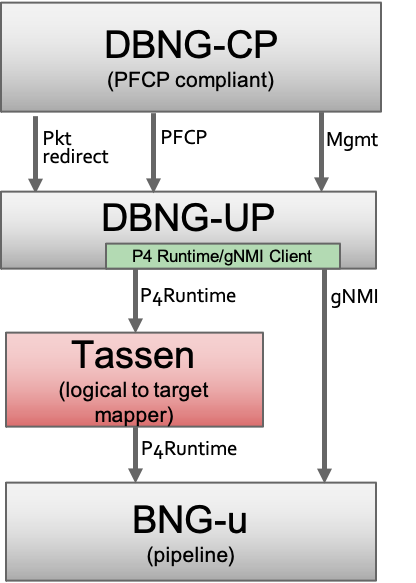 DBNG-CP
(PFCP compliant)
Pkt
redirect
PFCP
Mgmt
DBNG-UP
P4 Runtime/gNMI Client
P4Runtime
gNMI
Tassen
(logical to target
mapper)
P4Runtime
BNG-u
(pipeline)